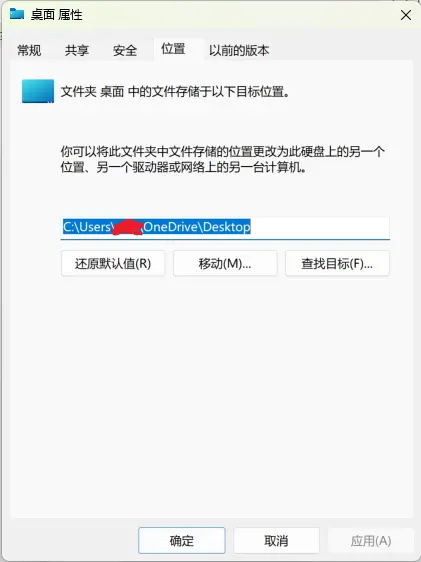 桌面 属性
常规 共享 安全 位置 以前的版本
文件夹 桌面 中的文件存储于以下目标位置。
你可以将此文件夹中文件存储的位置更改为此硬盘上的另一个
位置、另一个驱动器或网络上的另一台计算机。
C:\Users\ \OneDrive\Desktop
还原默认值(R) 移动(M)... 查找目标(F)...
确定 取消 应用(A)